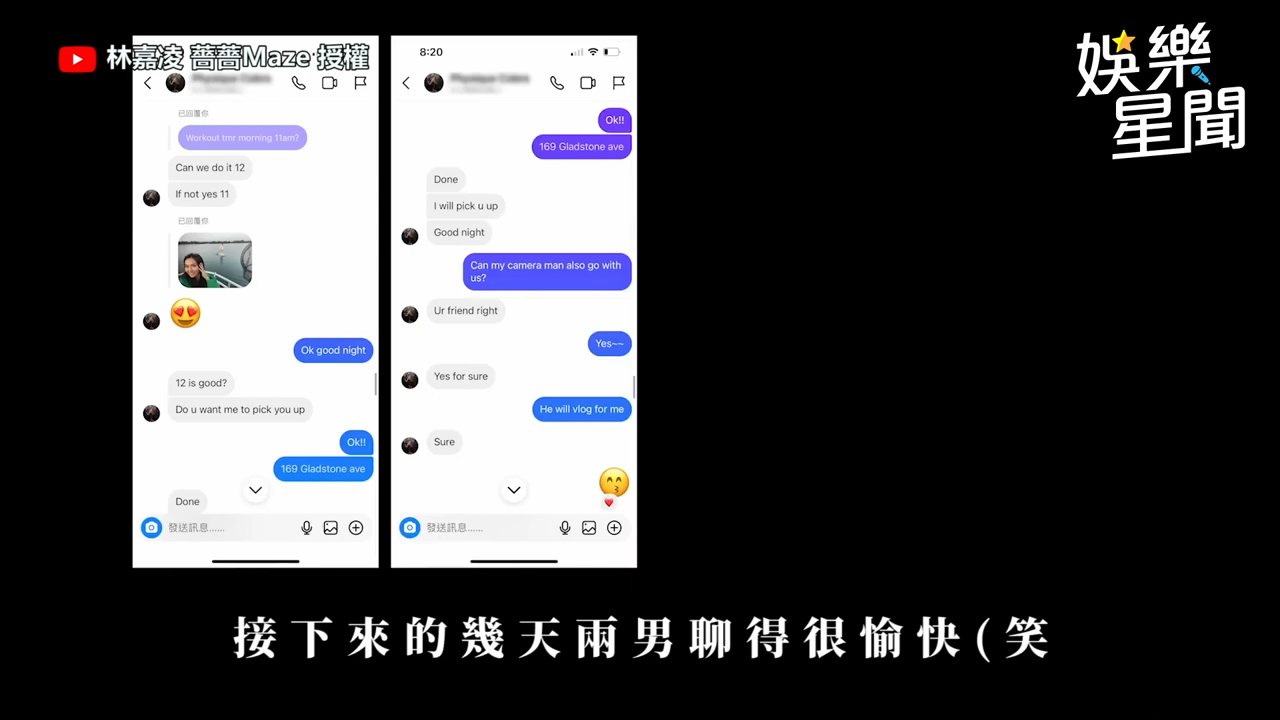 林嘉凌 薔薔Maze 授權
娛樂
星聞
已回覆你
Workout tmr morning 11am?
Can we do it 12
If not yes 11
已回覆你
Ok good night
12 is good?
Do u want me to pick you up
Ok!!
169 Gladstone ave
Done
發送訊息......
8:20
Ok!!
169 Gladstone ave
Done
I will pick u up
Good night
Can my camera man also go with
us?
Ur friend right
Yes~~
Yes for sure
He will vlog for me
Sure
發送訊息......
接下來的幾天兩男聊得很愉快(笑